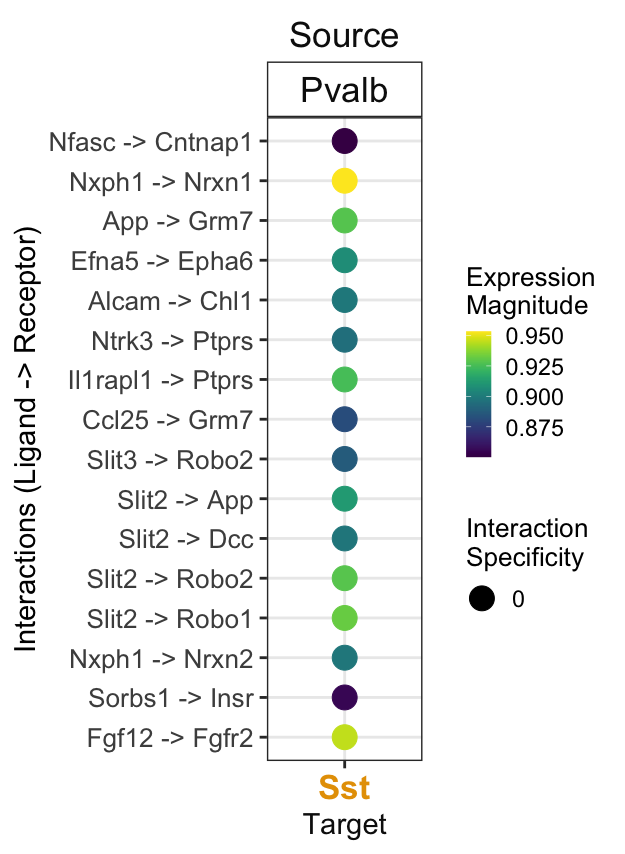 Source
Pvalb
Interactions (Ligand -> Receptor)
Nfasc -> Cntnap1
Nxph1 -> Nrxn1
App -> Grm7
Efna5 -> Epha6
Alcam -> Chl1
Ntrk3 -> Ptprs
Il1rapl1 -> Ptprs
Ccl25 -> Grm7
Slit3 -> Robo2
Slit2 -> App
Slit2 -> Dcc
Slit2 -> Robo2
Slit2 -> Robo1
Nxph1 -> Nrxn2
Sorbs1 -> Insr
Fgf12 -> Fgfr2
Sst
Target
Expression
Magnitude
0.950
0.925
0.900
0.875
Interaction
Specificity
0